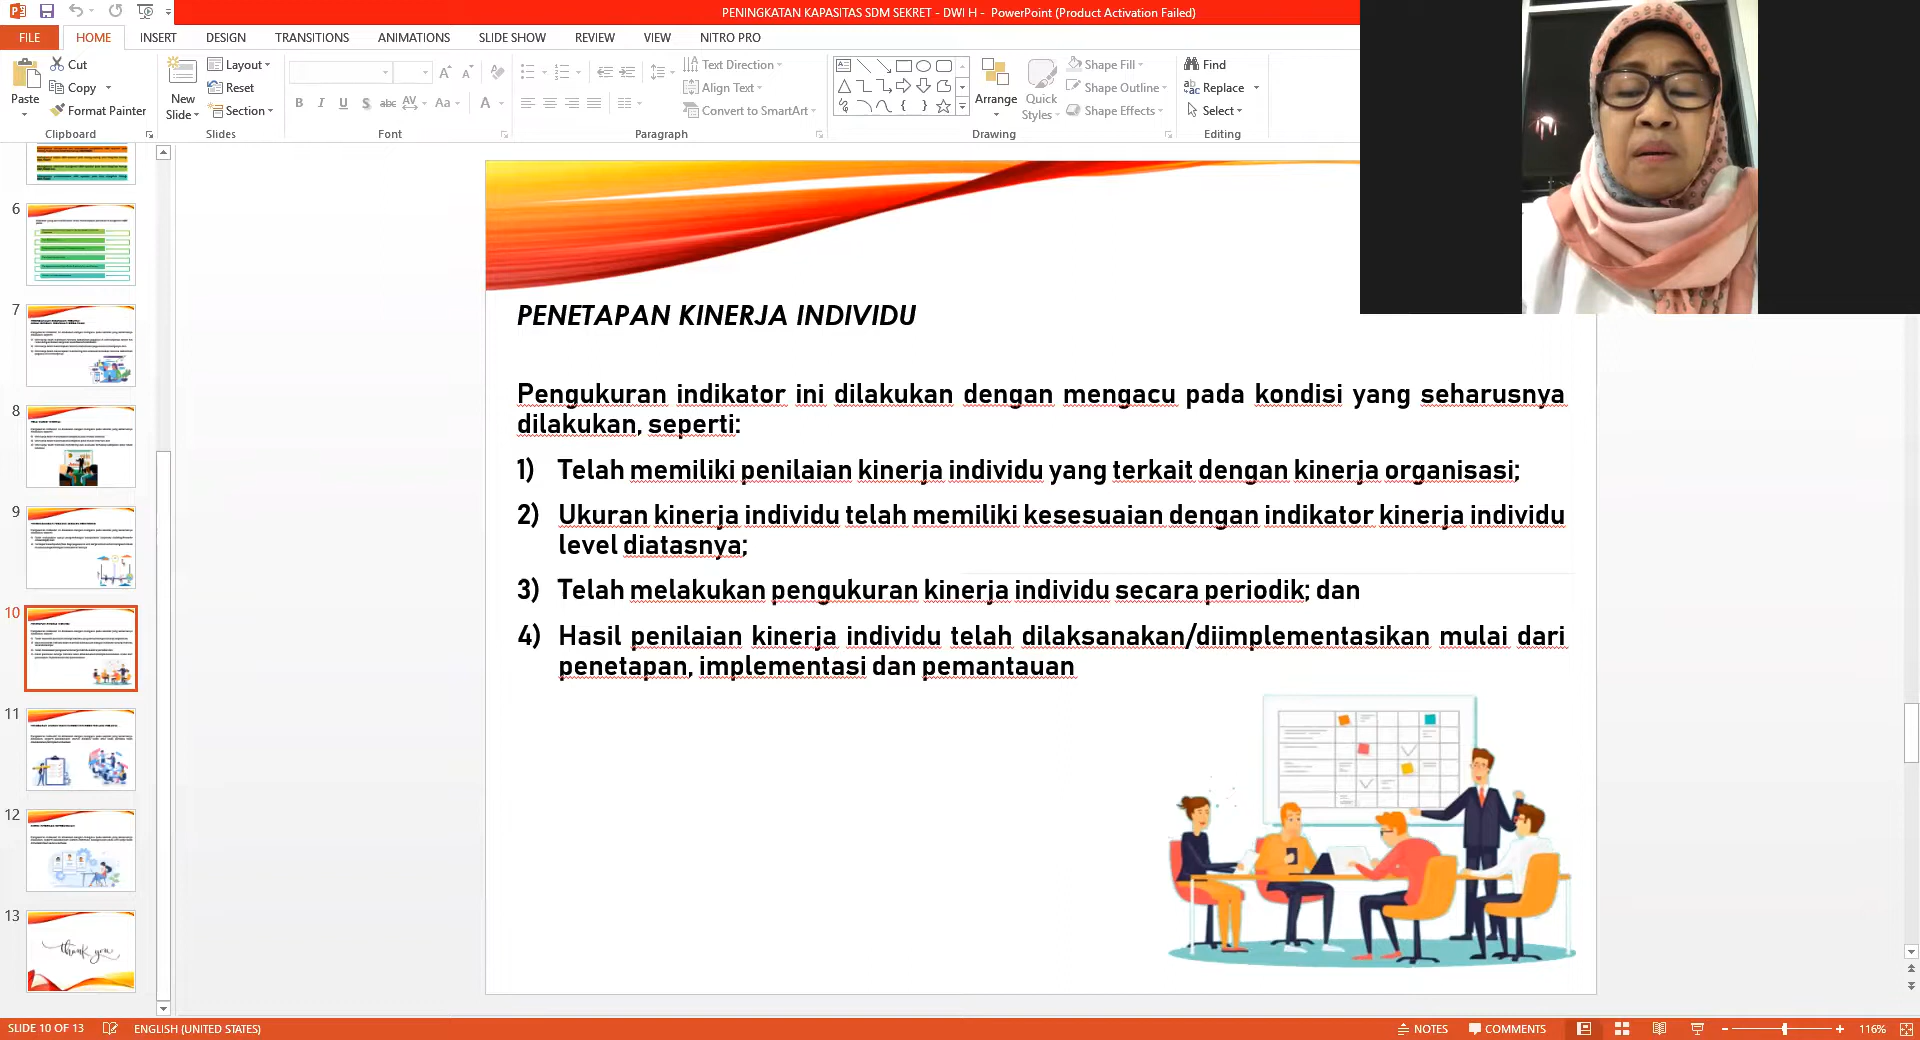 PENINGKATAN KAPASITAS SDM SEKRET - DWI H - PowerPoint (Product Activation Failed)
FILE HOME INSERT DESIGN TRANSITIONS ANIMATIONS SLIDE SHOW REVIEW VIEW NITRO PRO
Paste
Cut
Copy
Format Painter
Clipboard
New
Slide
Layout
Reset
Section
Slides
Font
Text Direction
Align Text
Convert to SmartArt
Paragraph
Arrange
Quick
Styles
Shape Fill
Shape Outline
Shape Effects
Drawing
Find
Replace
Select
Editing
6
7
8
9
10
11
12
13
thank you
PENETAPAN KINERJA INDIVIDU
Pengukuran indikator ini dilakukan dengan mengacu pada kondisi yang seharusnya
dilakukan, seperti:
1) Telah memiliki penilaian kinerja individu yang terkait dengan kinerja organisasi;
2) Ukuran kinerja individu telah memiliki kesesuaian dengan indikator kinerja individu
level diatasnya;
3) Telah melakukan pengukuran kinerja individu secara periodik; dan
4) Hasil penilaian kinerja individu telah dilaksanakan/diimplementasikan mulai dari
penetapan, implementasi dan pemantauan
SLIDE 10 OF 13 ENGLISH (UNITED STATES) NOTES COMMENTS 116%